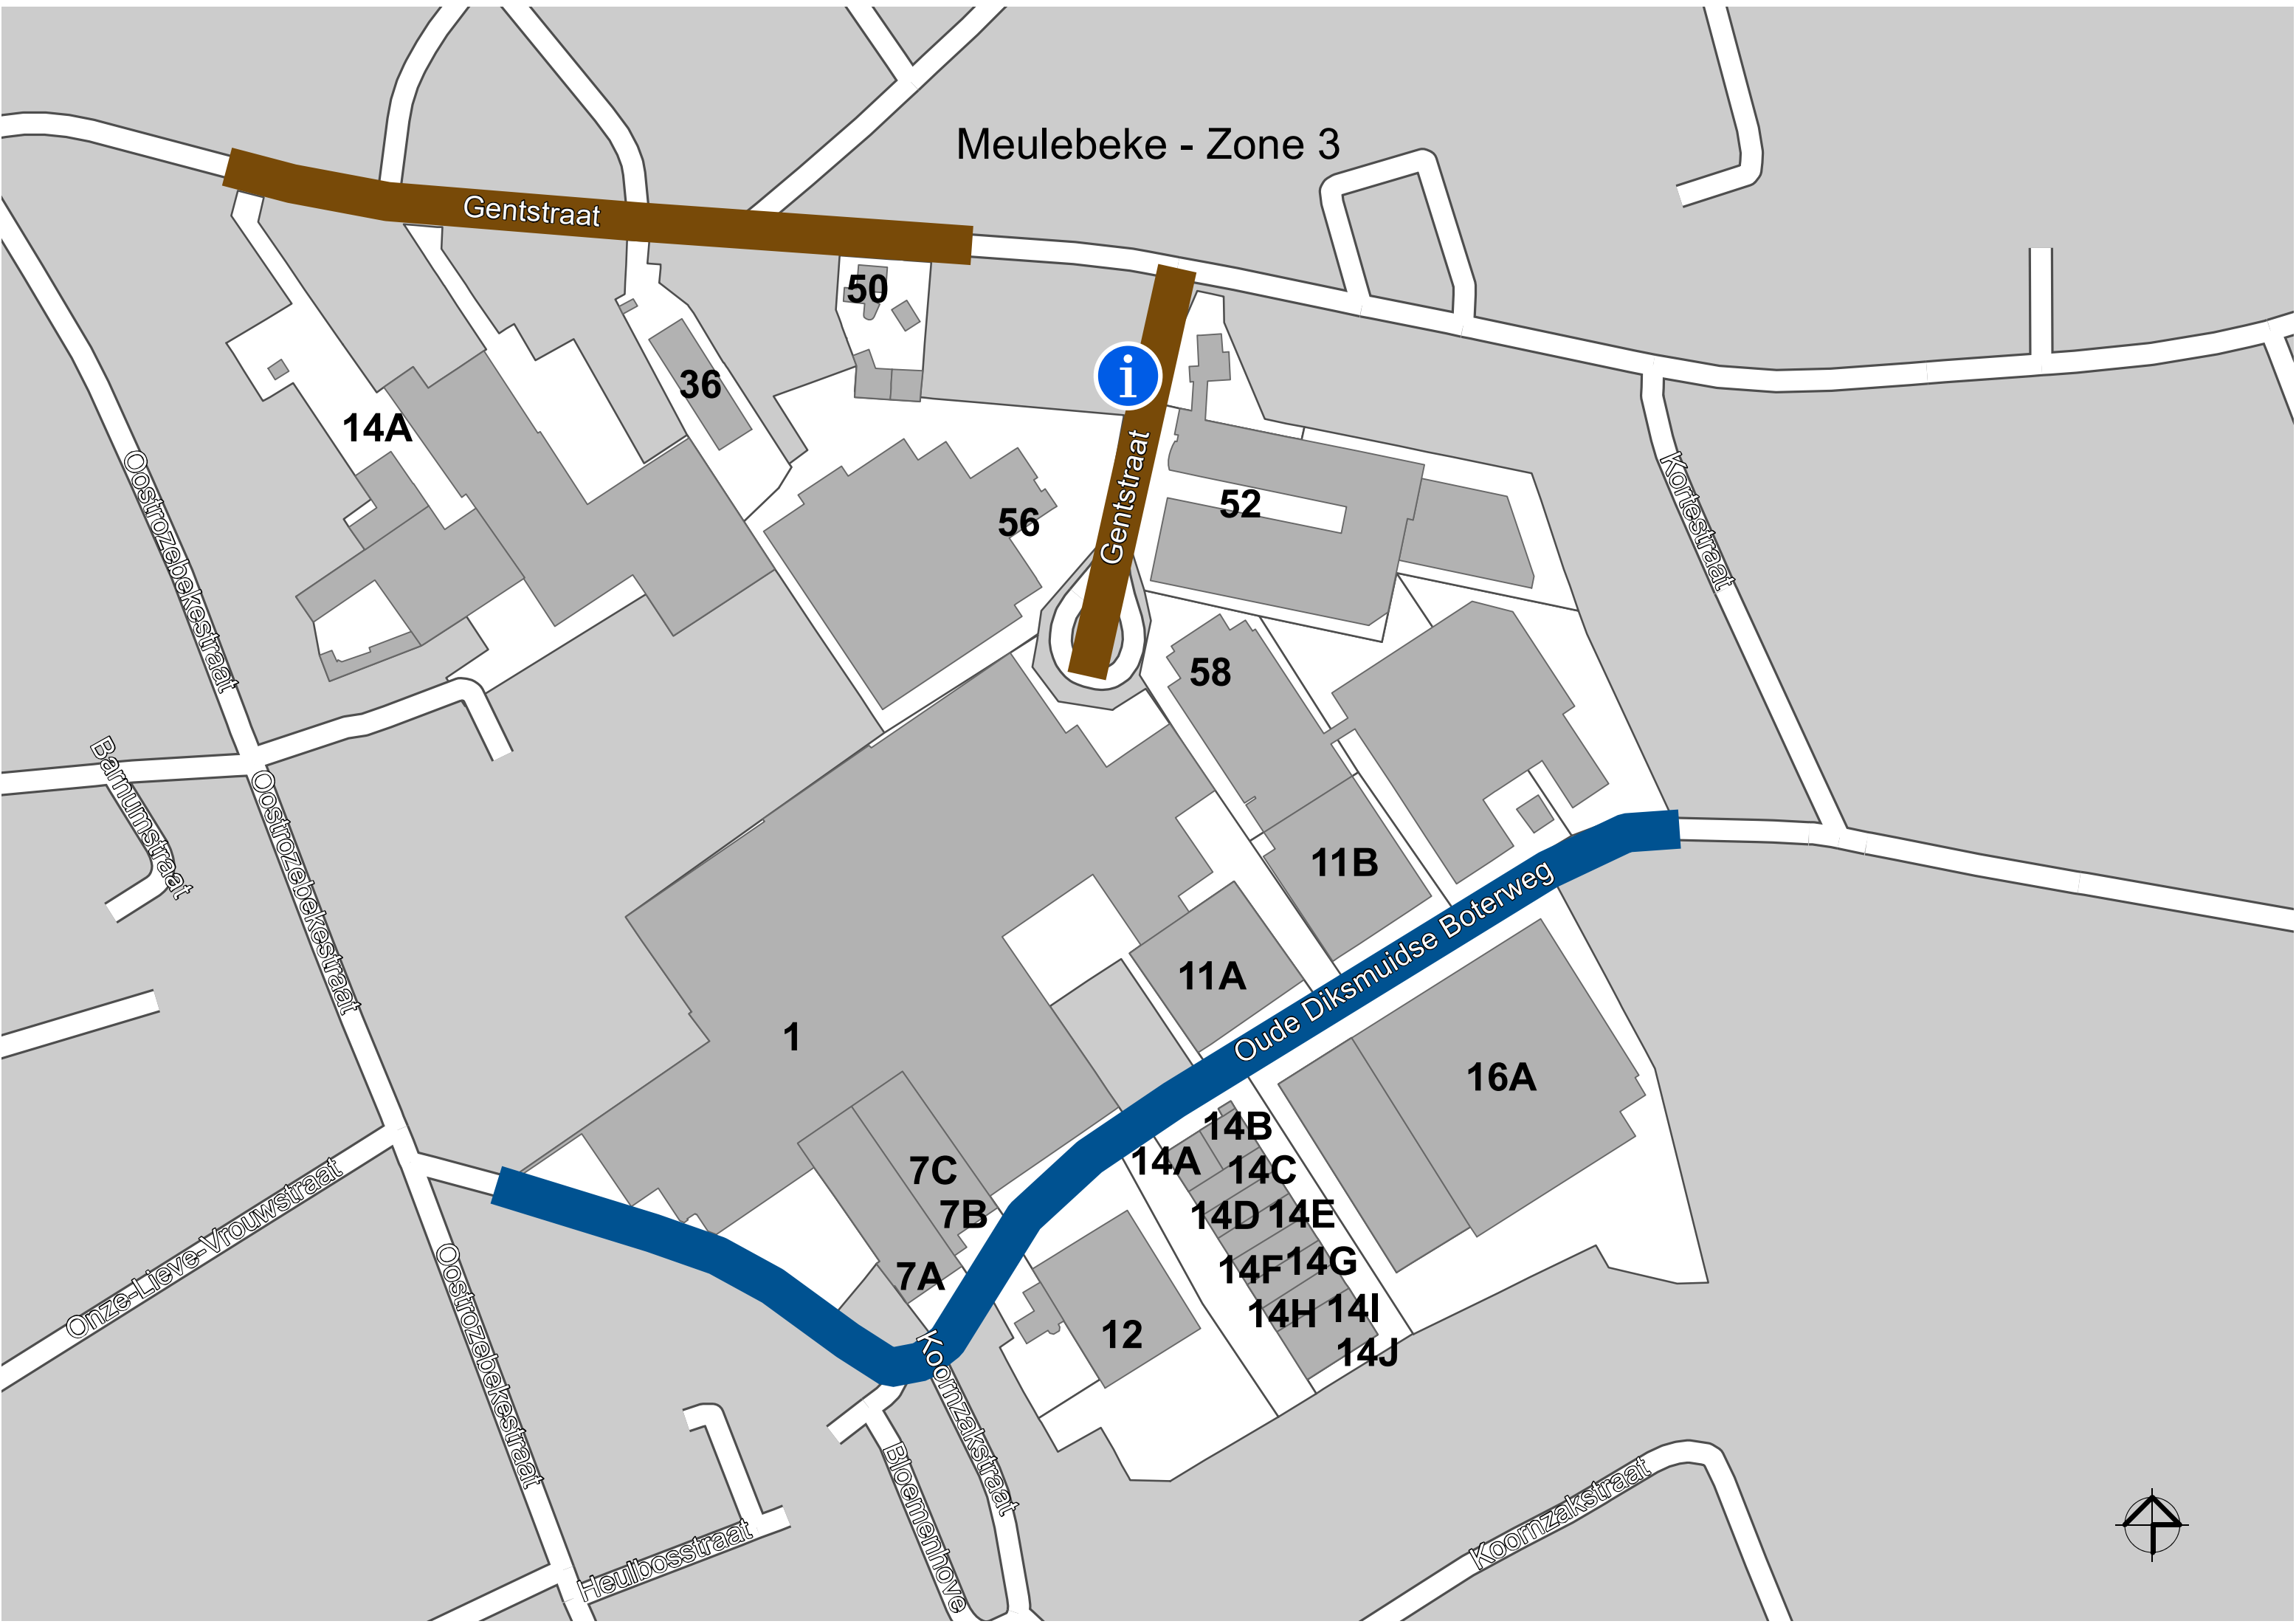 Meulebeke - Zone 3
Gentstraat
50
i
36
14A
Oostrozebekestraat
56
Gentstraat
52
Kortestraat
58
Barnumstraat
Oostrozebekestraat
11B
Oude Diksmuidse Boterweg
11A
1
16A
14B
14A
7C
14C
7B
14D
14E
Onze-Lieve-Vrouwstraat
7A
14F
14G
14H
14I
12
14J
Oostrozebekestraat
Koornzakstraat
Bloemenhove
Koornzakstraat
Heulbosstraat